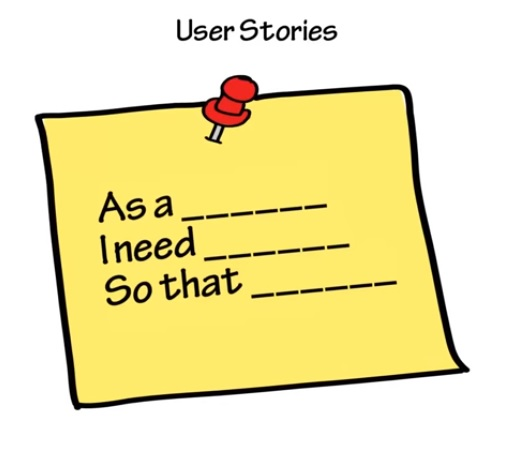 User Stories
As a ______
I need ______
So that ______